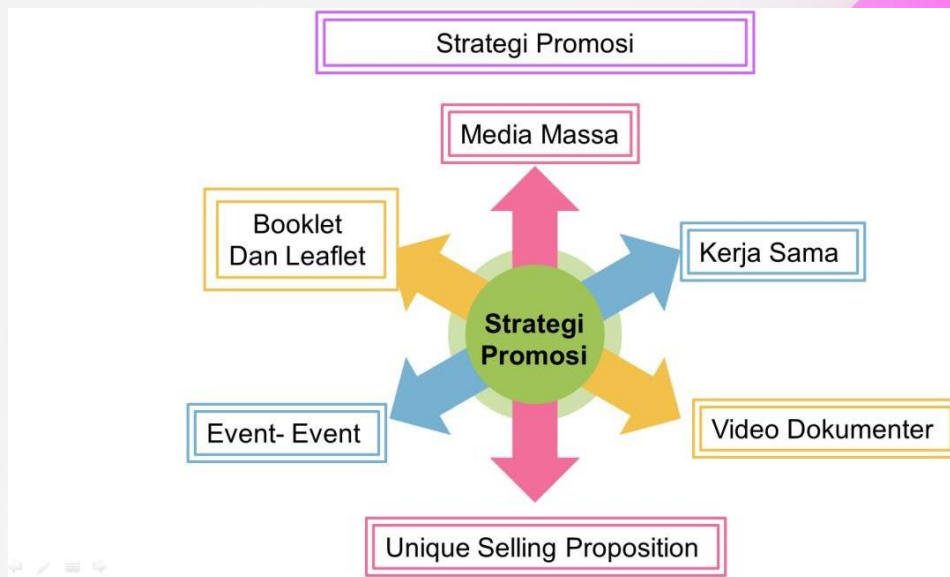 Strategi Promosi
Media Massa
Booklet
Dan Leaflet
Kerja Sama
Strategi
Promosi
Event- Event
Video Dokumenter
Unique Selling Proposition